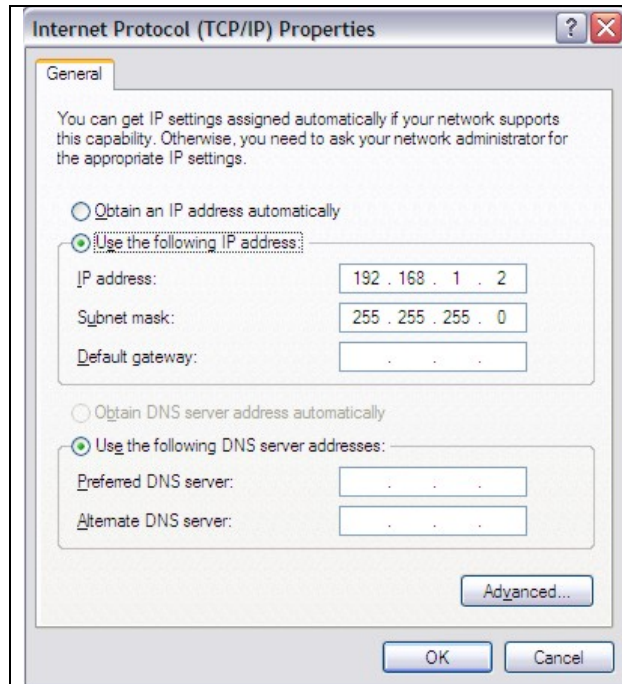 Internet Protocol (TCP/IP) Properties
General
You can get IP settings assigned automatically if your network supports
this capability. Otherwise, you need to ask your network administrator for
the appropriate IP settings.
Obtain an IP address automatically
Use the following IP address:
IP address: 192 . 168 . 1 . 2
Subnet mask: 255 . 255 . 255 . 0
Default gateway: . . .
Obtain DNS server address automatically
Use the following DNS server addresses:
Preferred DNS server: . . .
Alternate DNS server: . . .
Advanced...
OK Cancel